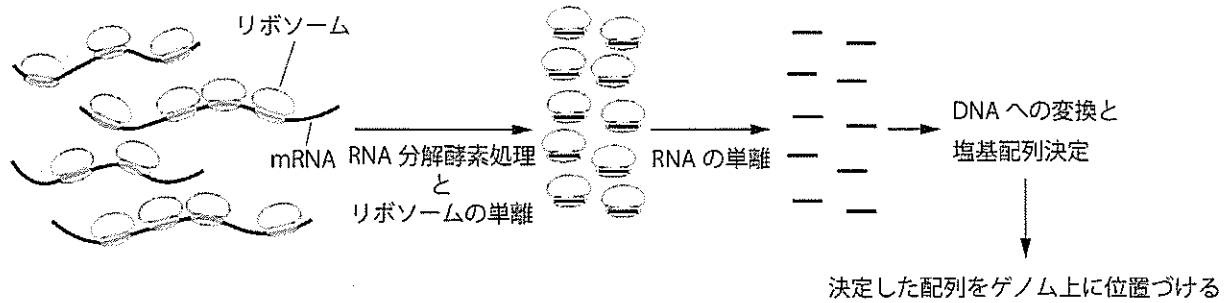 リボソーム
mRNA
RNA 分解酵素処理
と
リボソームの単離
RNA の単離
DNA への変換と
塩基配列決定
決定した配列をゲノム上に位置づける